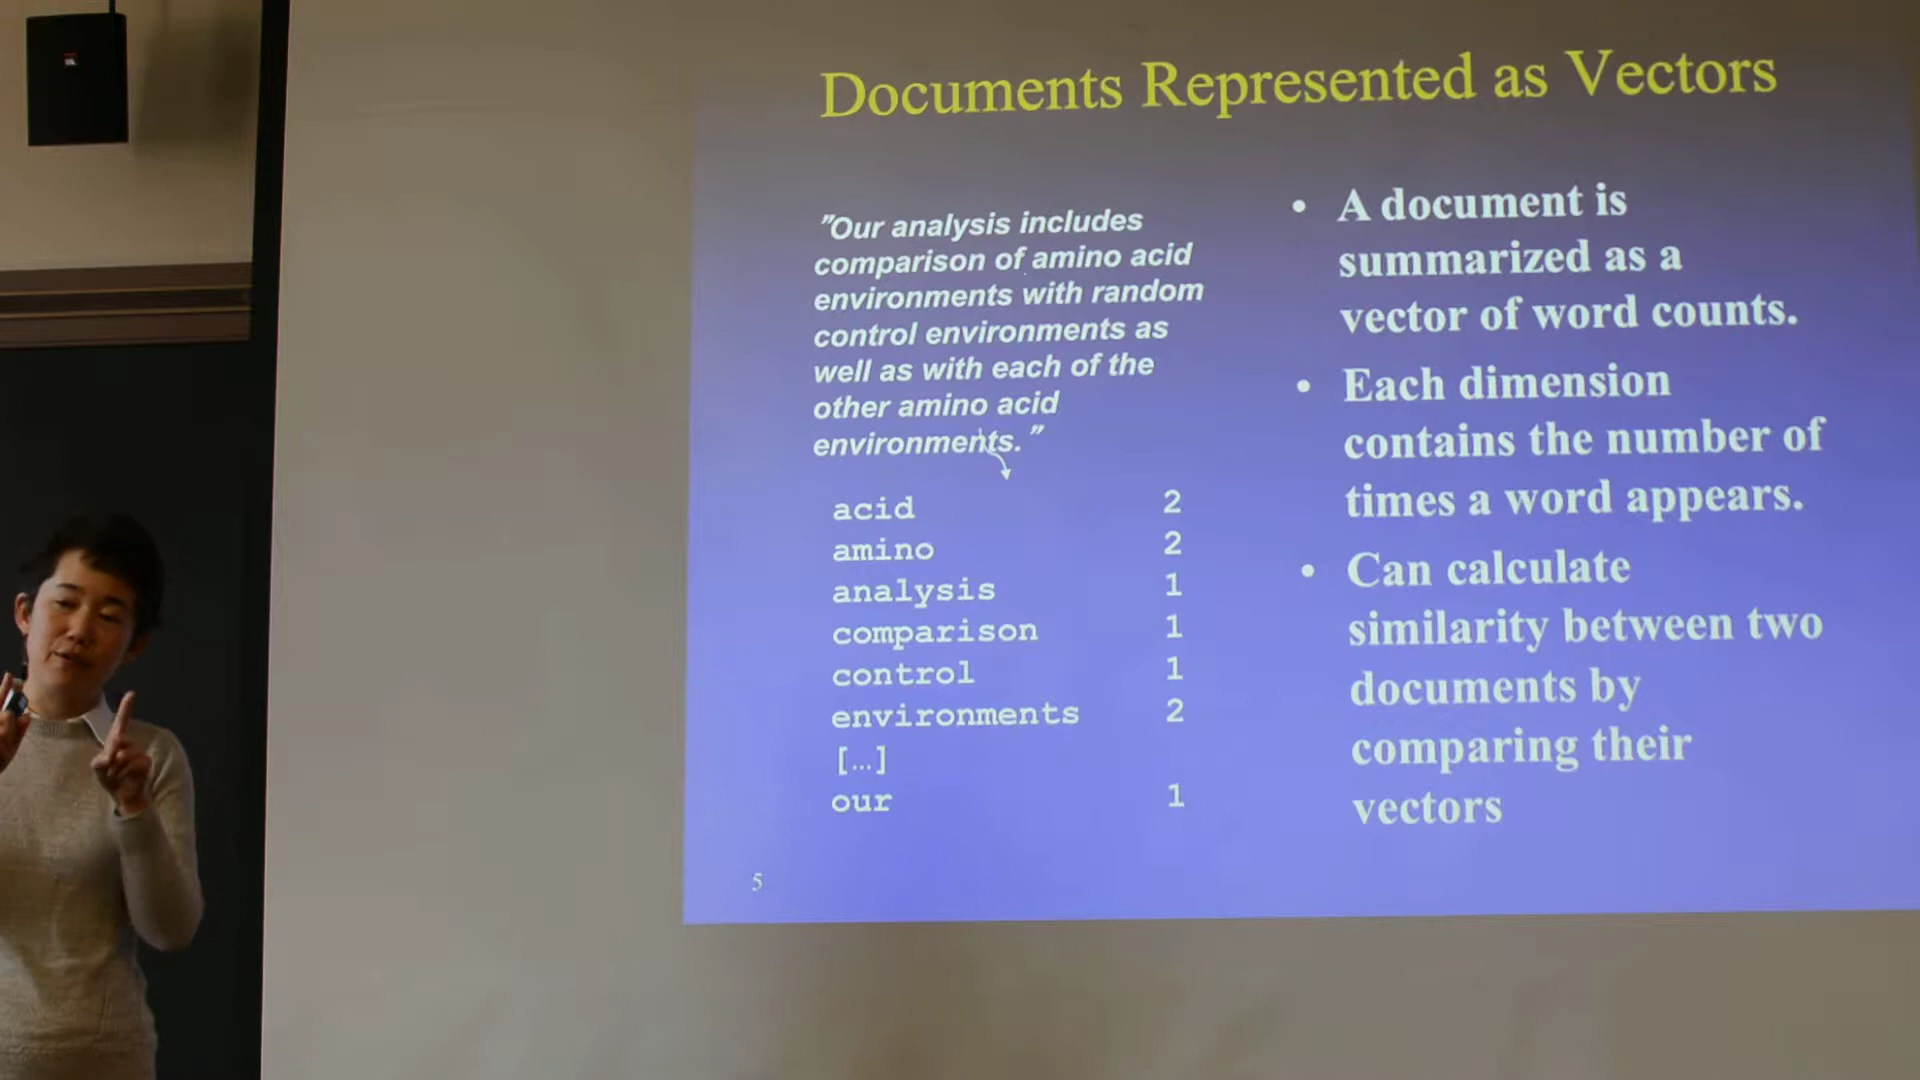 Documents Represented as Vectors
"Our analysis includes
comparison of amino acid
environments with random
control environments as
well as with each of the
other amino acid
environments."
acid 2
amino 2
analysis 1
comparison 1
control 1
environments 2
[...]
our 1
• A document is
summarized as a
vector of word counts.
• Each dimension
contains the number of
times a word appears.
• Can calculate
similarity between two
documents by
comparing their
vectors
5